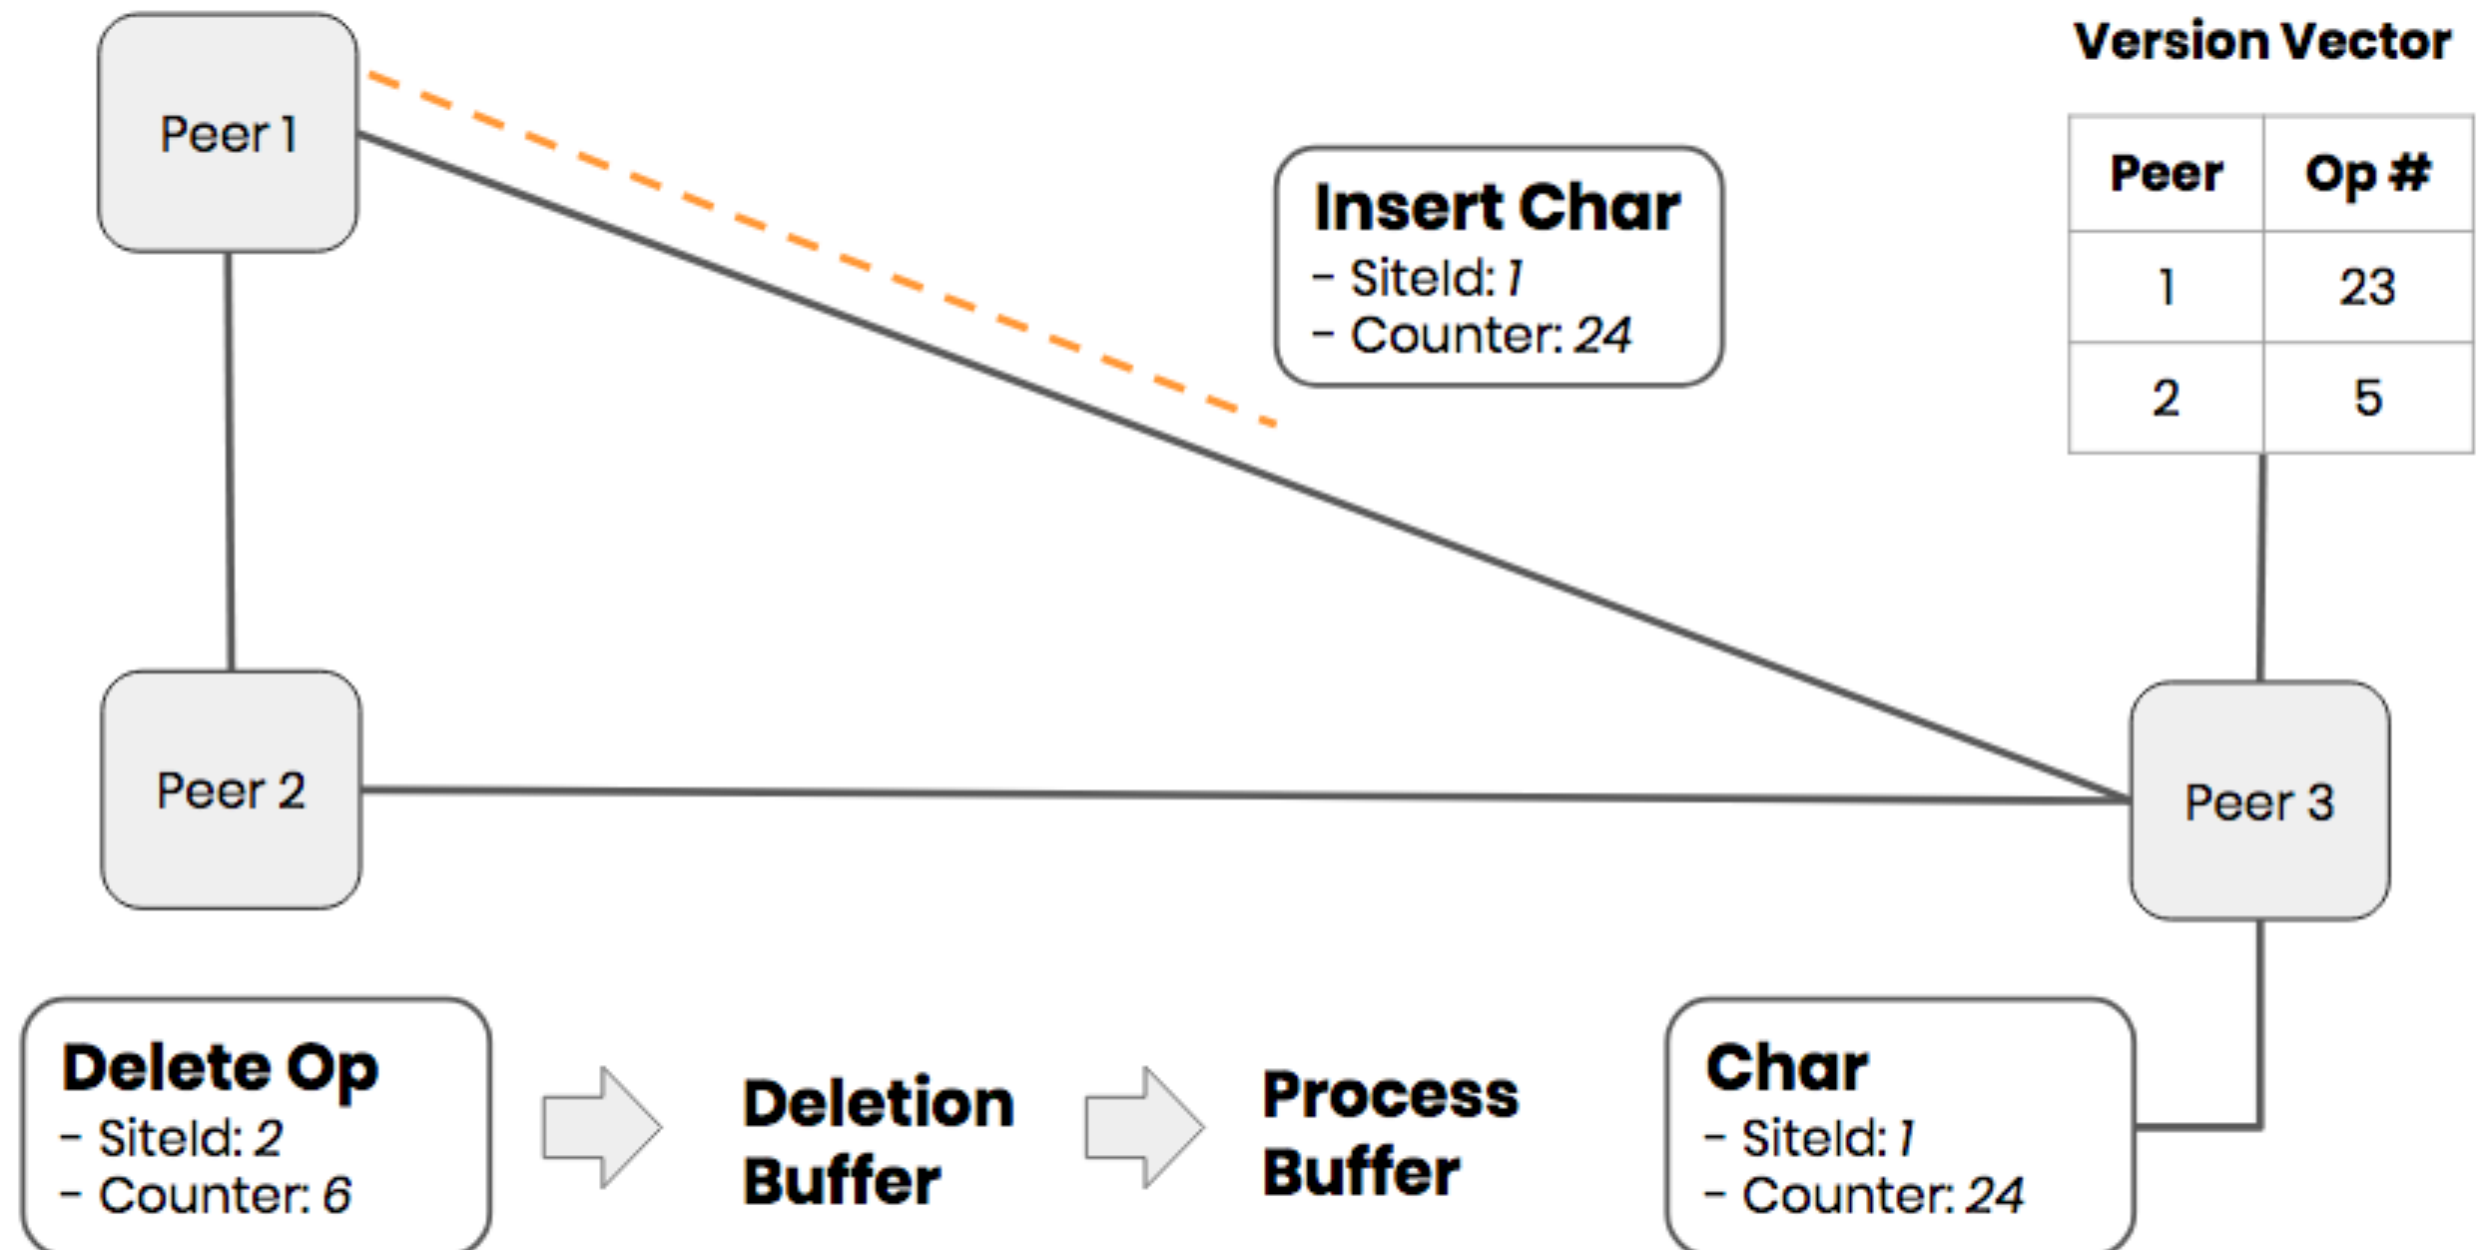 Peer 1
Insert Char
- SiteId: 1
- Counter: 24
Version Vector
Peer Op #
1 23
2 5
Peer 2
Peer 3
Delete Op
- SiteId: 2
- Counter: 6
Deletion
Buffer
Process
Buffer
Char
- SiteId: 1
- Counter: 24